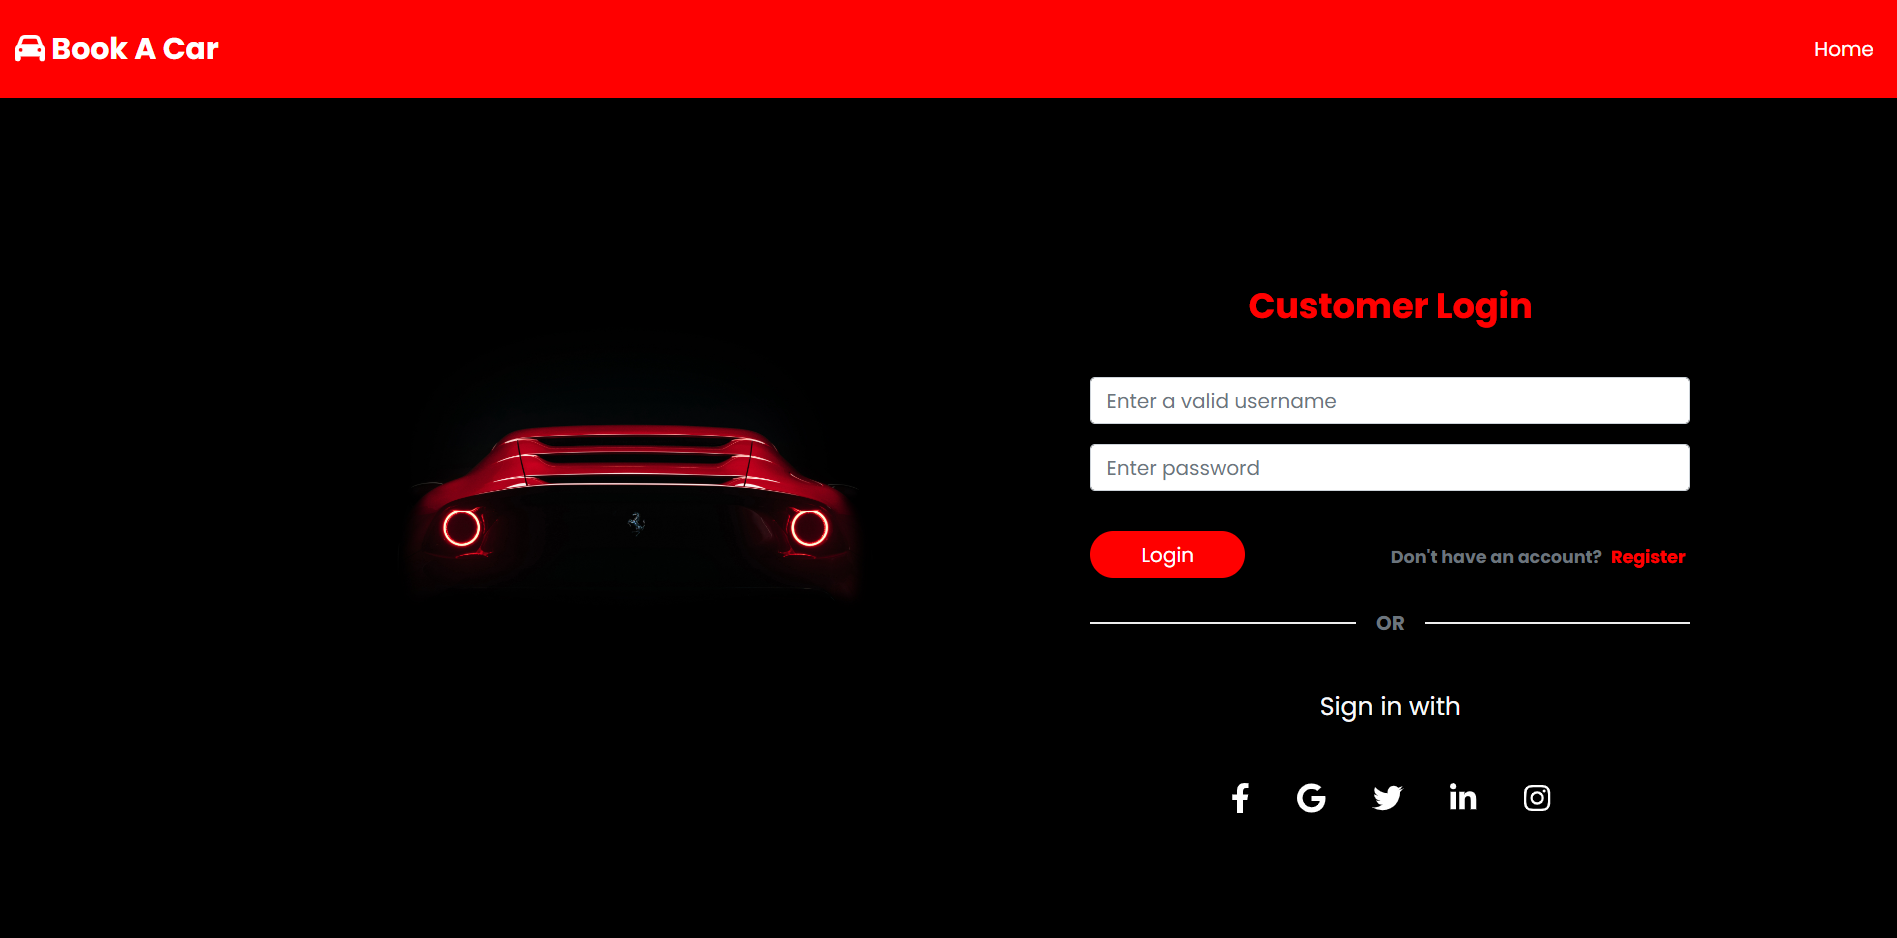 Book A Car
Home
Customer Login
Enter a valid username
Enter password
Login
Don't have an account? Register
OR
Sign in with